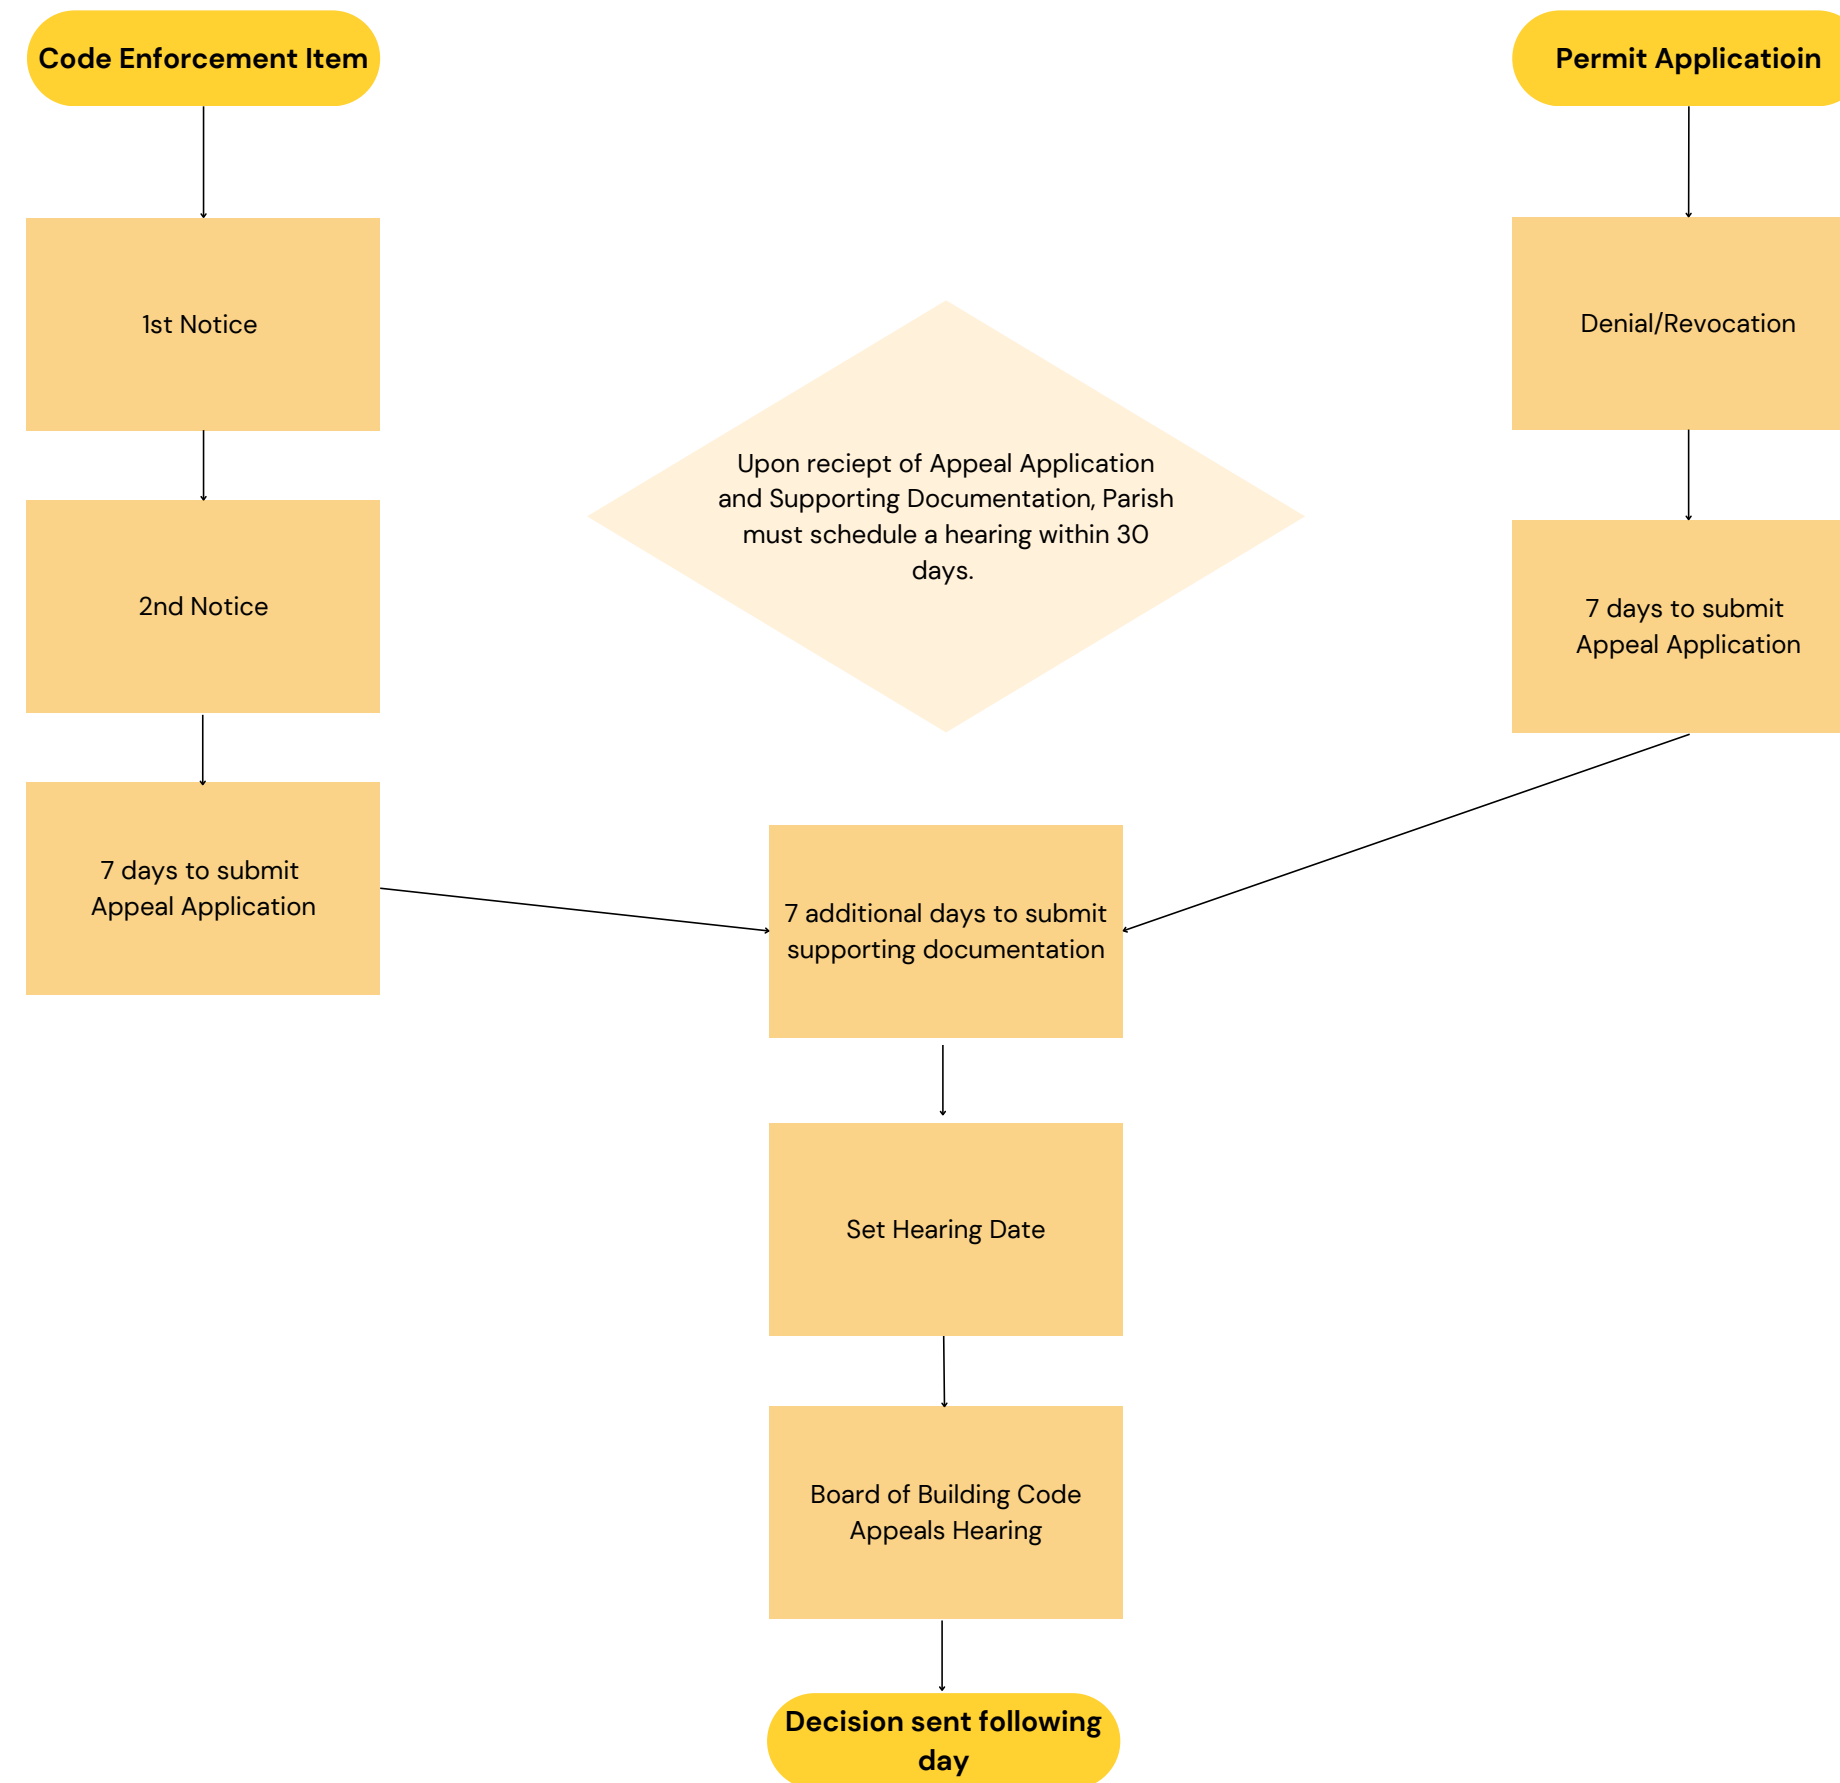 Code Enforcement Item
Permit Applicatioin
1st Notice
Denial/Revocation
Upon reciept of Appeal Application
and Supporting Documentation, Parish
must schedule a hearing within 30
days.
2nd Notice
7 days to submit
Appeal Application
7 days to submit
Appeal Application
7 additional days to submit
supporting documentation
Set Hearing Date
Board of Building Code
Appeals Hearing
Decision sent following
day